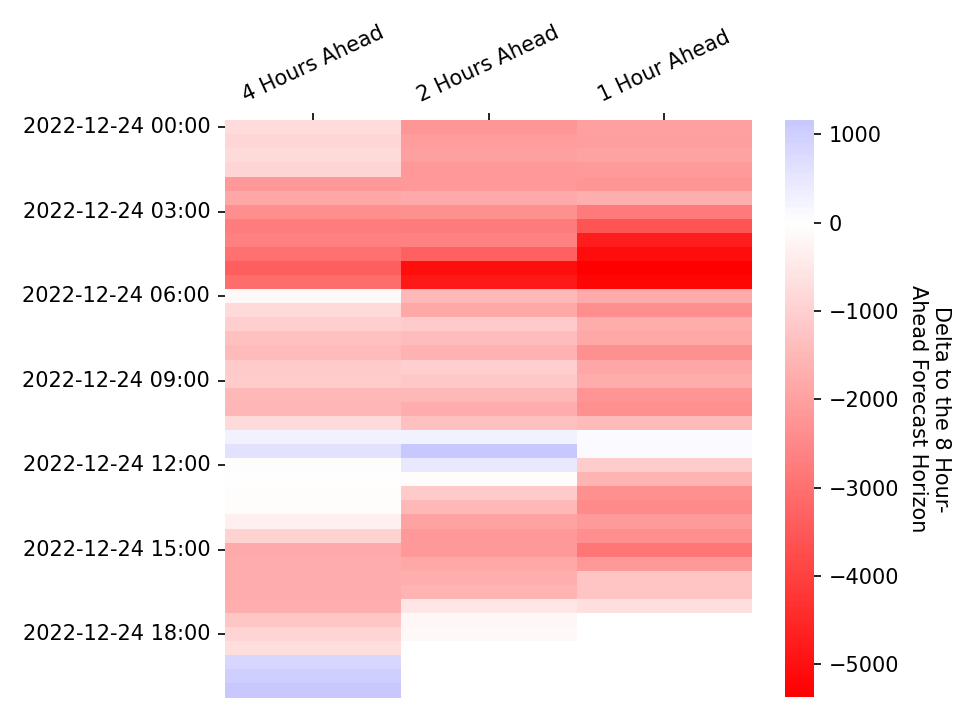 4 Hours Ahead
2 Hours Ahead
1 Hour Ahead
2022-12-24 00:00
2022-12-24 03:00
2022-12-24 06:00
2022-12-24 09:00
2022-12-24 12:00
2022-12-24 15:00
2022-12-24 18:00
1000
0
−1000
−2000
−3000
−4000
−5000
Delta to the 8 Hour-
Ahead Forecast Horizon